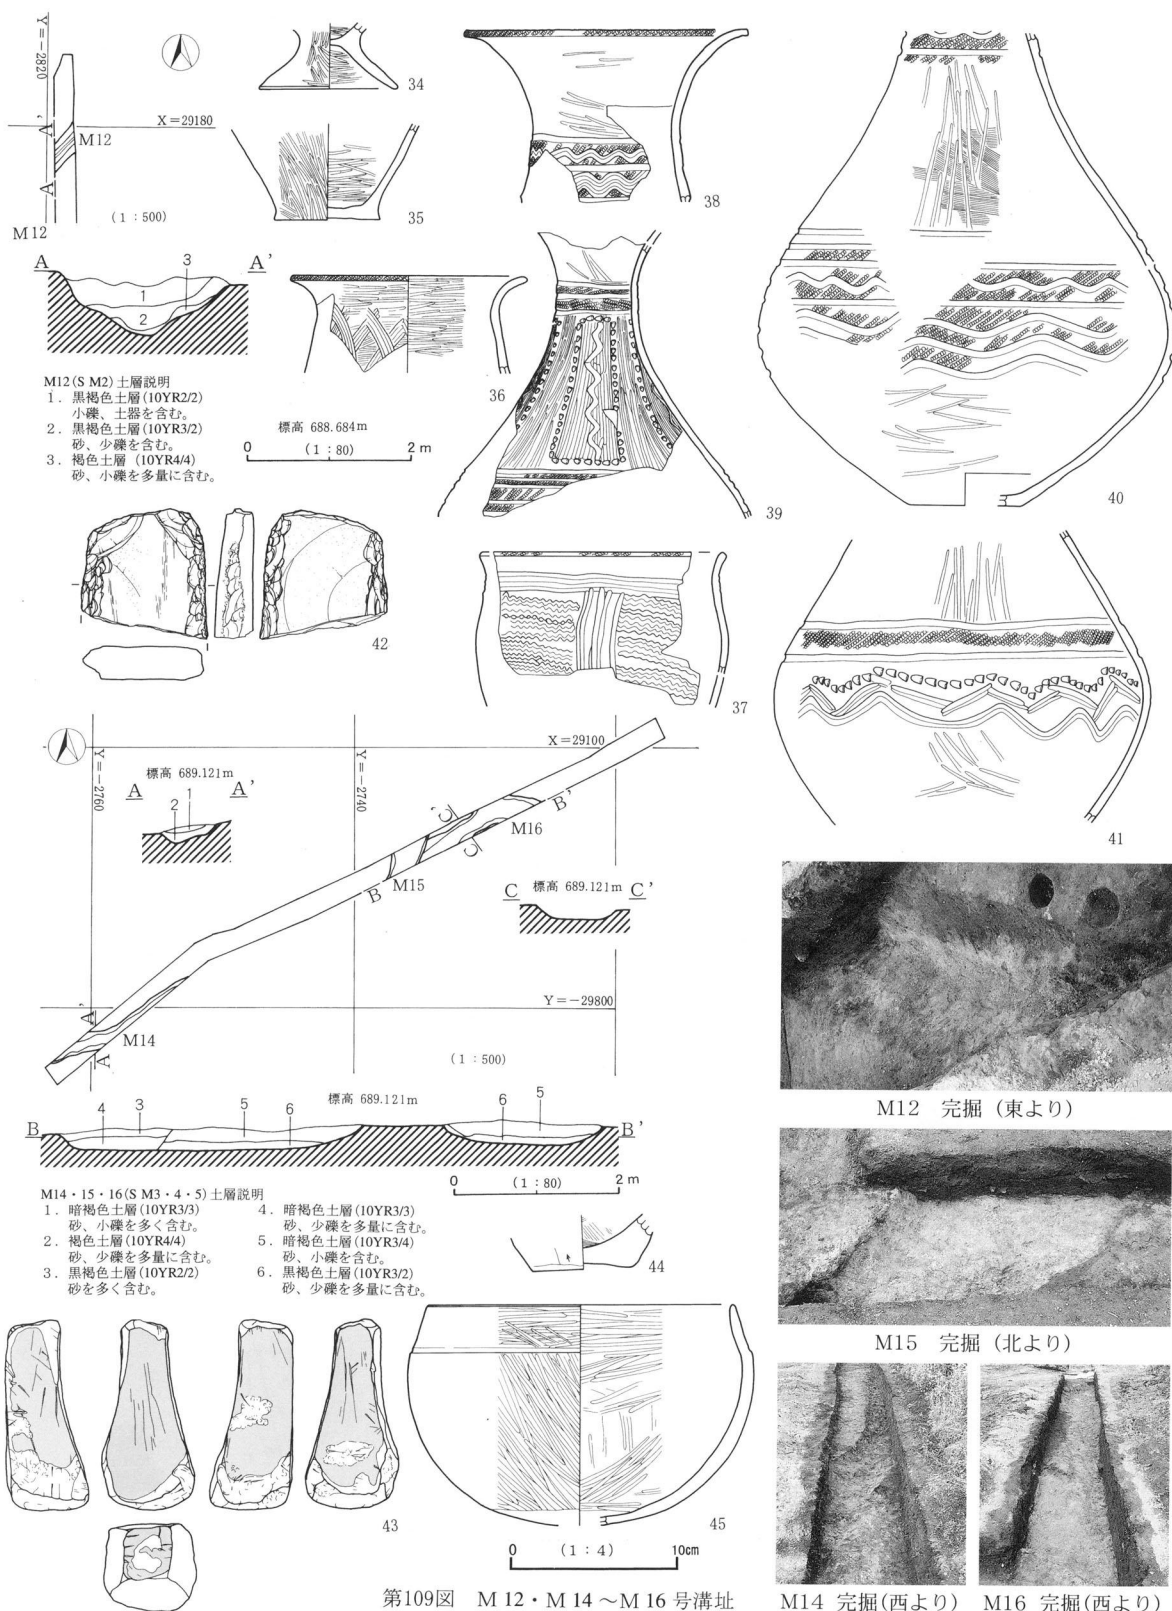 Y=-2820
X=29180
A'
M12
A
(1:500)
34
35
36
37
38
39
40
41
M12
A
A'
3
1
2
M12(SM2)土層説明
1. 黒褐色土層(10YR2/2)
小礫、土器を含む。
2. 黒褐色土層(10YR3/2)
砂、少礫を含む。
3. 褐色土層 (10YR4/4)
砂、小礫を多量に含む。
標高 688.684m
0 (1:80) 2m
42
Y=-2760
Y=-2740
X=29100
標高 689.121m
A
A'
1
2
C'
B'
M16
C
M15
B
標高 689.121m
C
C'
Y=-29800
A'
M14
A
(1:500)
標高 689.121m
4 3 5 6 6 5
B
B'
0 (1:80) 2m
M14・15・16(SM3・4・5)土層説明
1. 暗褐色土層(10YR3/3)
砂、小礫を多く含む。
2. 褐色土層(10YR4/4)
砂、少礫を多量に含む。
3. 黒褐色土層(10YR2/2)
砂を多く含む。
4. 暗褐色土層(10YR3/3)
砂、少礫を多量に含む。
5. 暗褐色土層(10YR3/4)
砂、小礫を含む。
6. 黒褐色土層(10YR3/2)
砂、少礫を多量に含む。
44
43
45
0 (1:4) 10cm
M12 完掘 (東より)
M15 完掘 (北より)
M14 完掘(西より)
M16 完掘(西より)
第109図 M12・M14〜M16号溝址